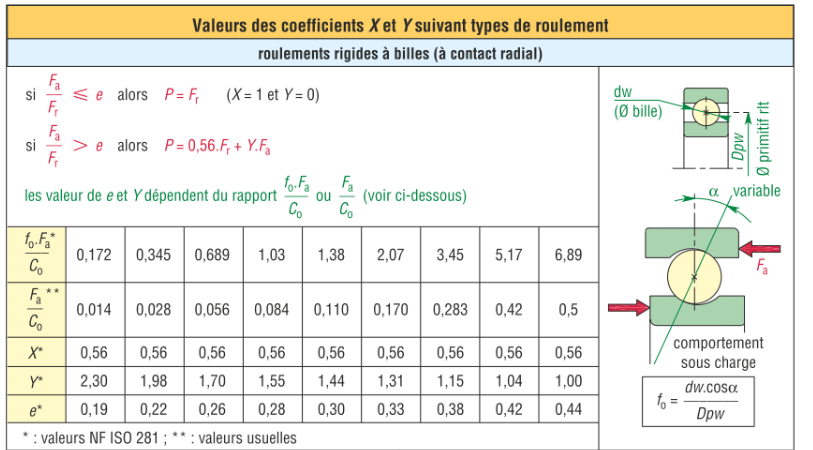 Valeurs des coefficients X et Y suivant types de roulement
roulements rigides à billes (à contact radial)
si Fa/Fr ≤ e alors P = Fr (X = 1 et Y = 0)
si Fa/Fr > e alors P = 0,56.Fr + Y.Fa
les valeur de e et Y dépendent du rapport fo.Fa/Co ou Fa/Co (voir ci-dessous)
fo.Fa*/Co 0,172 0,345 0,689 1,03 1,38 2,07 3,45 5,17 6,89
Fa**/Co 0,014 0,028 0,056 0,084 0,110 0,170 0,283 0,42 0,5
X* 0,56 0,56 0,56 0,56 0,56 0,56 0,56 0,56 0,56
Y* 2,30 1,98 1,70 1,55 1,44 1,31 1,15 1,04 1,00
e* 0,19 0,22 0,26 0,28 0,30 0,33 0,38 0,42 0,44
* : valeurs NF ISO 281 ; ** : valeurs usuelles
dw
(Ø bille)
Dpw
Ø primitif rlt
α variable
Fa
comportement
sous charge
fo = dw.cosα/Dpw